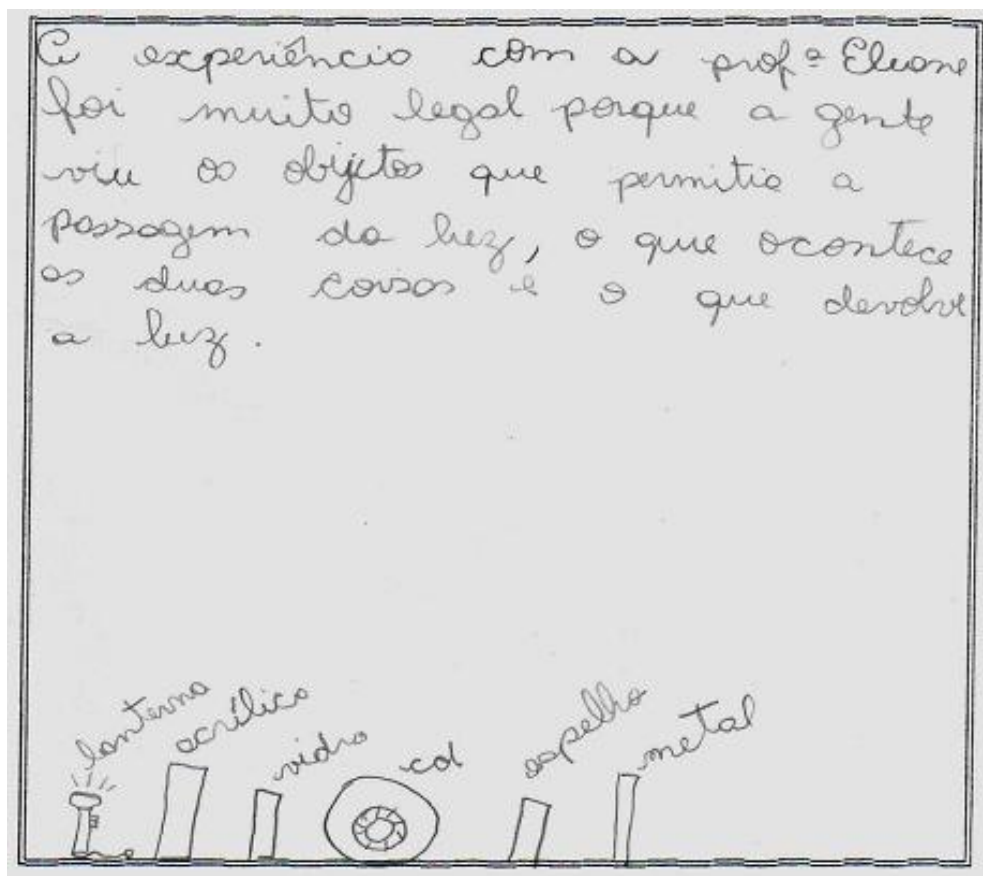 A experiência com a profª Eliane
foi muito legal porque a gente
viu os objetos que permitia a
passagem da luz, o que acontece
as duas coisas e o que devolve
a luz.
lanterna
acrílico
vidro
cd
espelho
metal